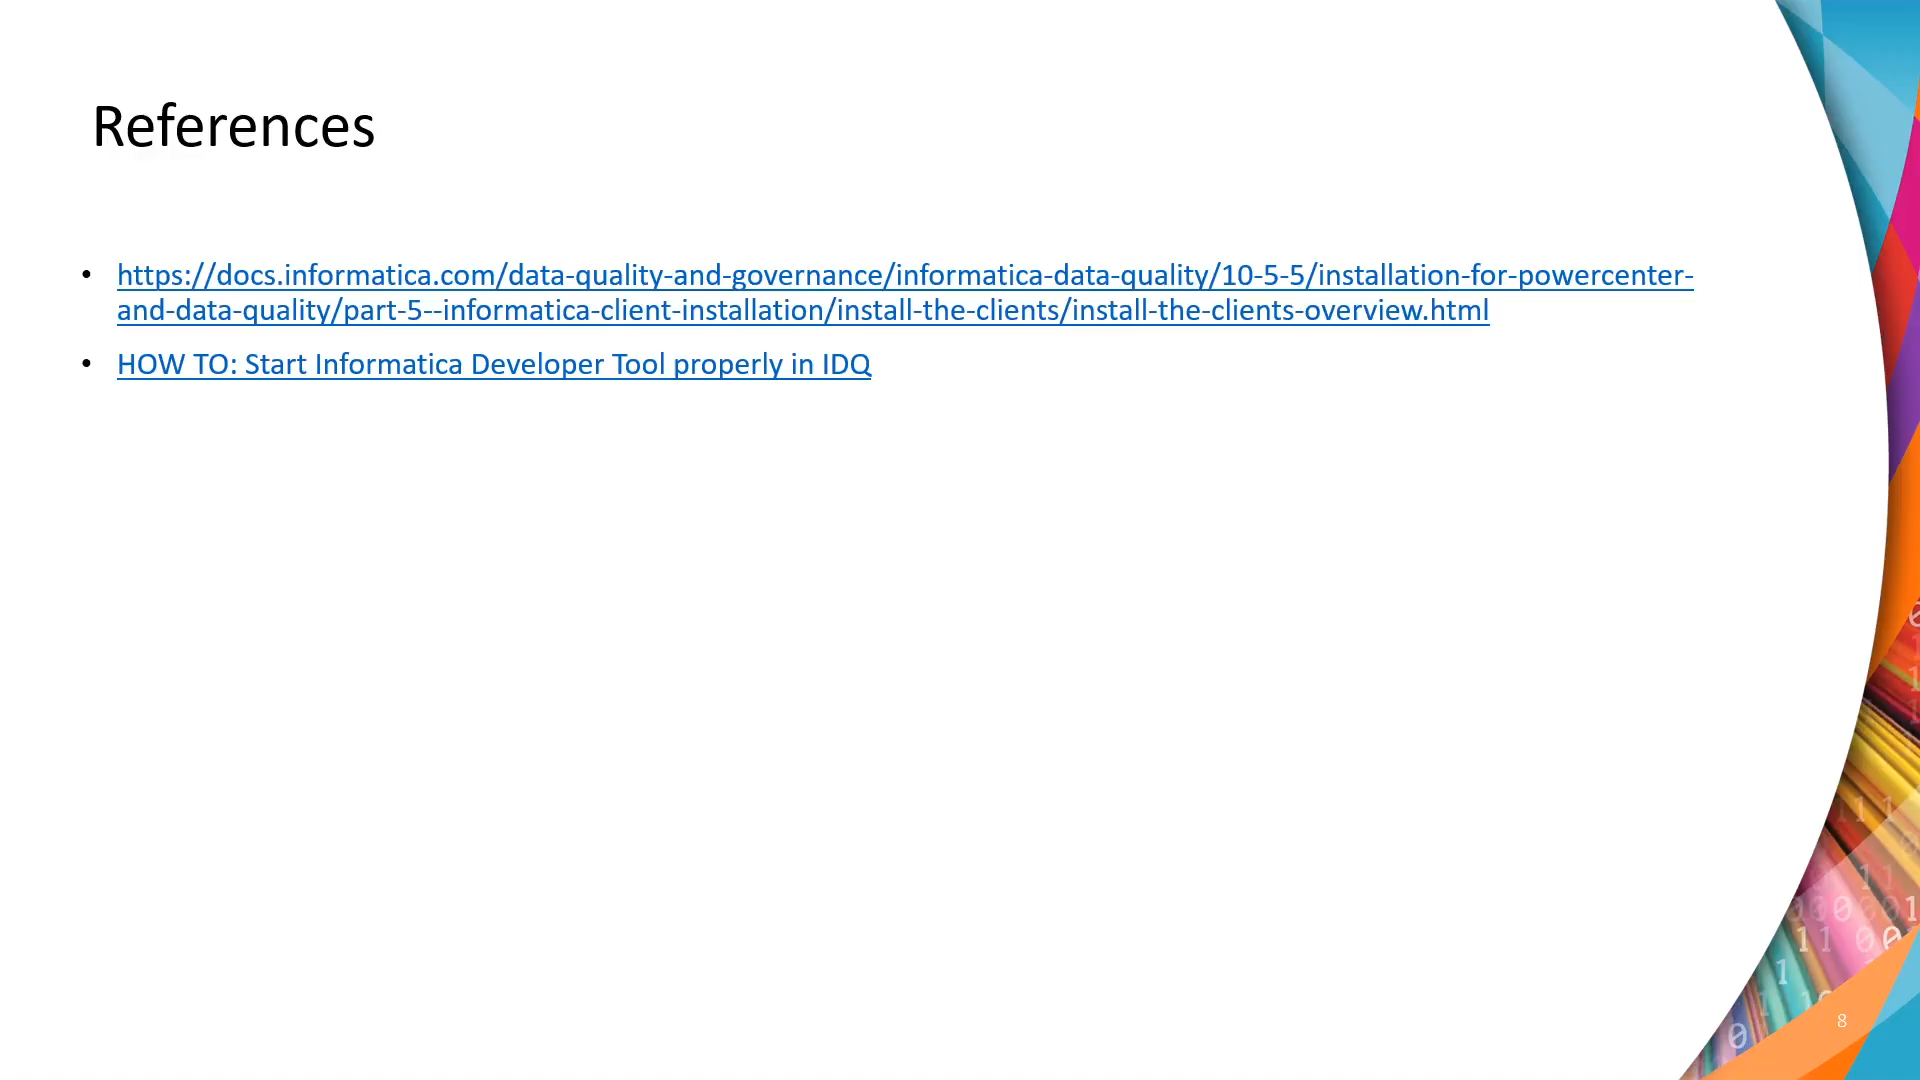 References
• https://docs.informatica.com/data-quality-and-governance/informatica-data-quality/10-5-5/installation-for-powercenter-
and-data-quality/part-5--informatica-client-installation/install-the-clients/install-the-clients-overview.html
• HOW TO: Start Informatica Developer Tool properly in IDQ
8